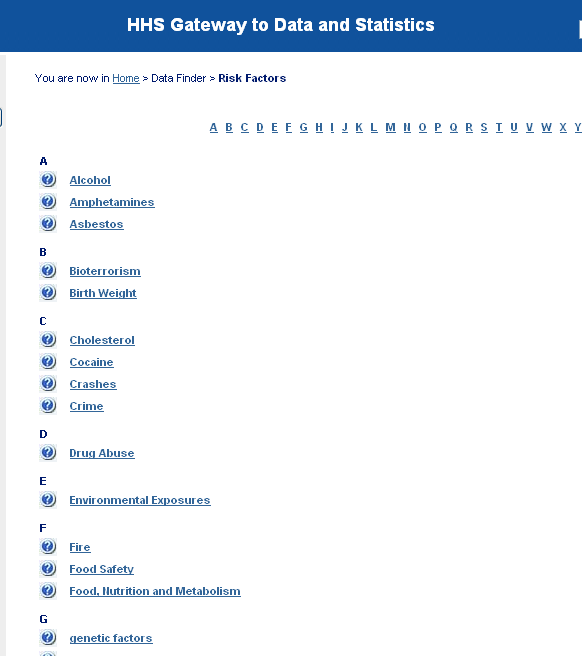 HHS Gateway to Data and Statistics
You are now in Home > Data Finder > Risk Factors
A B C D E F G H I J K L M N O P Q R S T U V W X Y
A
Alcohol
Amphetamines
Asbestos
B
Bioterrorism
Birth Weight
C
Cholesterol
Cocaine
Crashes
Crime
D
Drug Abuse
E
Environmental Exposures
F
Fire
Food Safety
Food, Nutrition and Metabolism
G
genetic factors